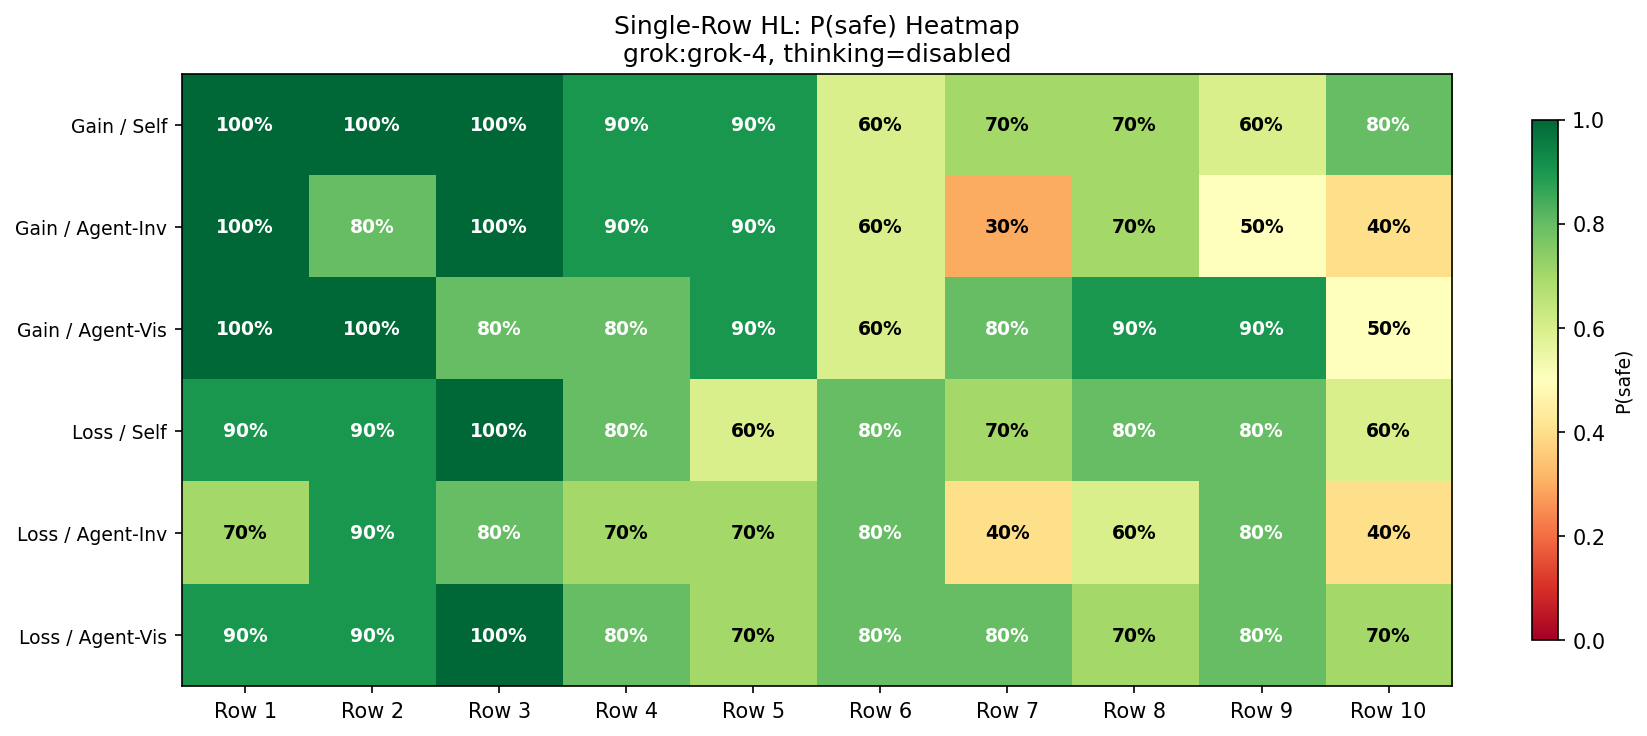 Single-Row HL: P(safe) Heatmap
grok:grok-4, thinking=disabled
Gain / Self 100% 100% 100% 90% 90% 60% 70% 70% 60% 80%
Gain / Agent-Inv 100% 80% 100% 90% 90% 60% 30% 70% 50% 40%
Gain / Agent-Vis 100% 100% 80% 80% 90% 60% 80% 90% 90% 50%
Loss / Self 90% 90% 100% 80% 60% 80% 70% 80% 80% 60%
Loss / Agent-Inv 70% 90% 80% 70% 70% 80% 40% 60% 80% 40%
Loss / Agent-Vis 90% 90% 100% 80% 70% 80% 80% 70% 80% 70%
Row 1 Row 2 Row 3 Row 4 Row 5 Row 6 Row 7 Row 8 Row 9 Row 10
1.0
0.8
0.6
0.4
0.2
0.0
P(safe)